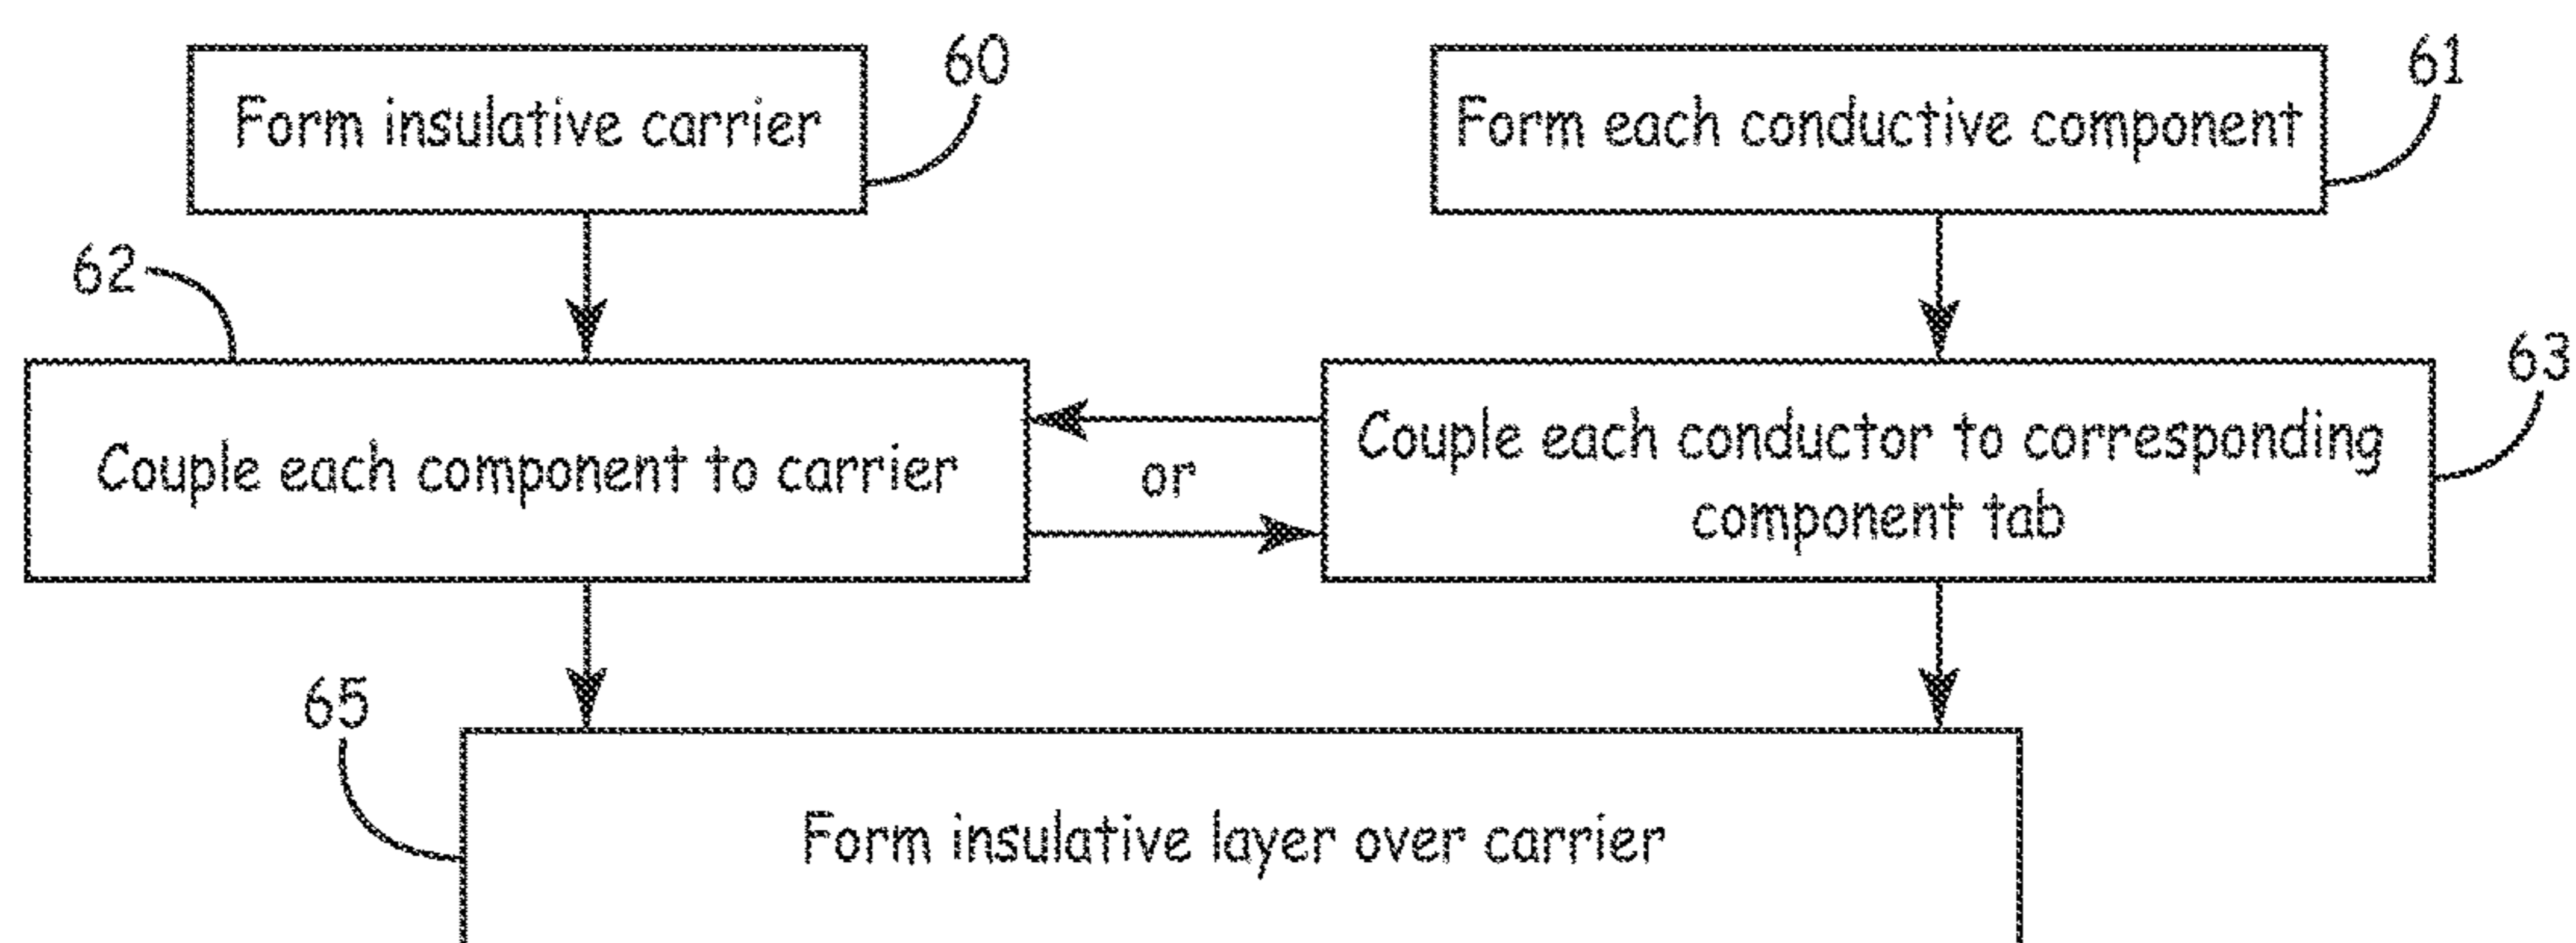 60
Form insulative carrier
61
Form each conductive component
62
Couple each component to carrier
or
63
Couple each conductor to corresponding
component tab
65
Form insulative layer over carrier